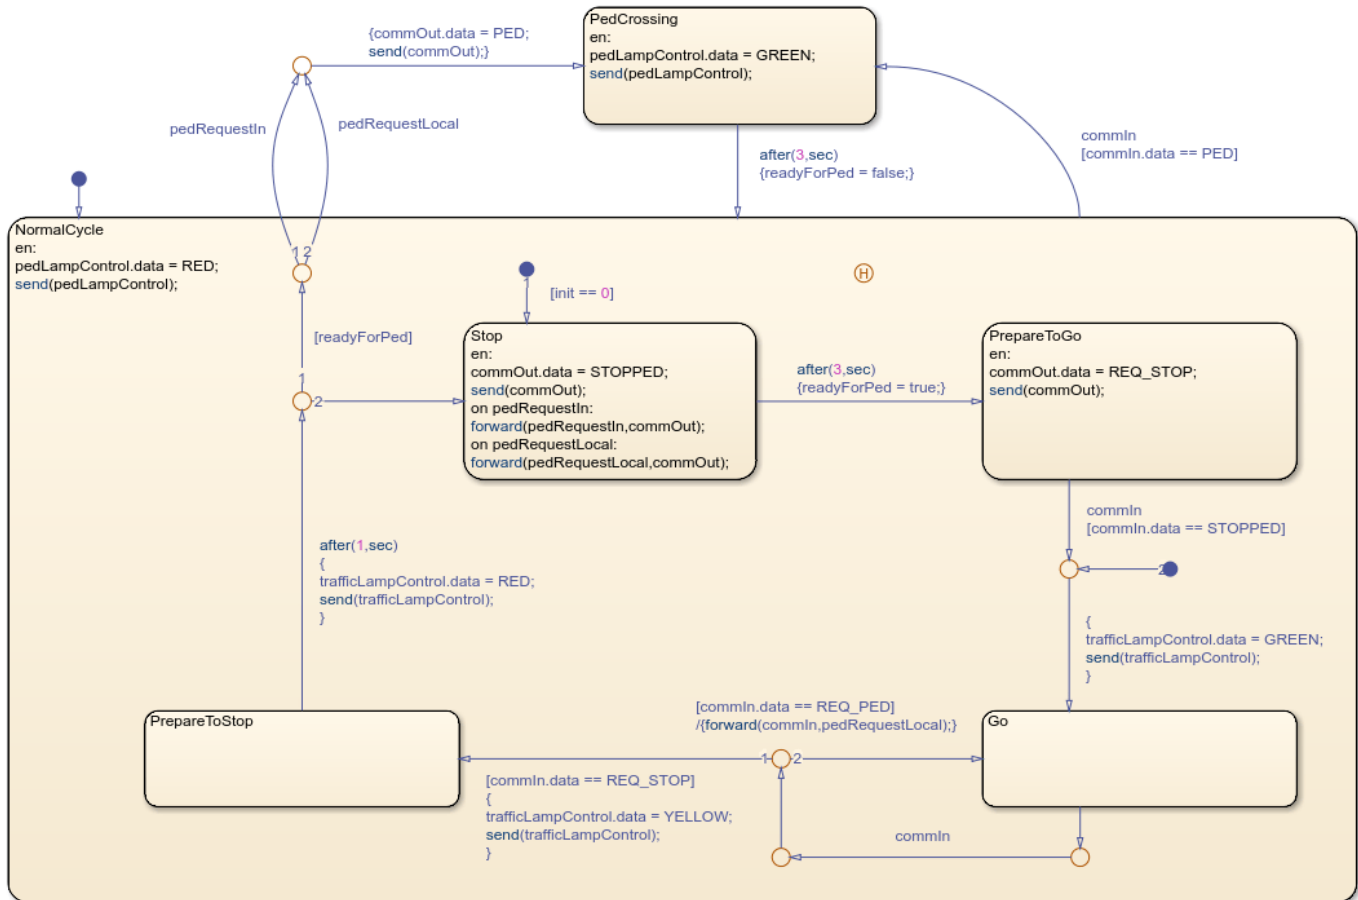 {commOut.data = PED;
send(commOut);}
PedCrossing
en:
pedLampControl.data = GREEN;
send(pedLampControl);
pedRequestIn
pedRequestLocal
after(3,sec)
{readyForPed = false;}
commIn
[commIn.data == PED]
NormalCycle
en:
pedLampControl.data = RED;
send(pedLampControl);
1 2
1
[init == 0]
H
[readyForPed]
1
2
Stop
en:
commOut.data = STOPPED;
send(commOut);
on pedRequestIn:
forward(pedRequestIn,commOut);
on pedRequestLocal:
forward(pedRequestLocal,commOut);
after(3,sec)
{readyForPed = true;}
PrepareToGo
en:
commOut.data = REQ_STOP;
send(commOut);
commIn
[commIn.data == STOPPED]
2
after(1,sec)
{
trafficLampControl.data = RED;
send(trafficLampControl);
}
{
trafficLampControl.data = GREEN;
send(trafficLampControl);
}
PrepareToStop
[commIn.data == REQ_PED]
/{forward(commIn,pedRequestLocal);}
Go
1
2
[commIn.data == REQ_STOP]
{
trafficLampControl.data = YELLOW;
send(trafficLampControl);
}
commIn